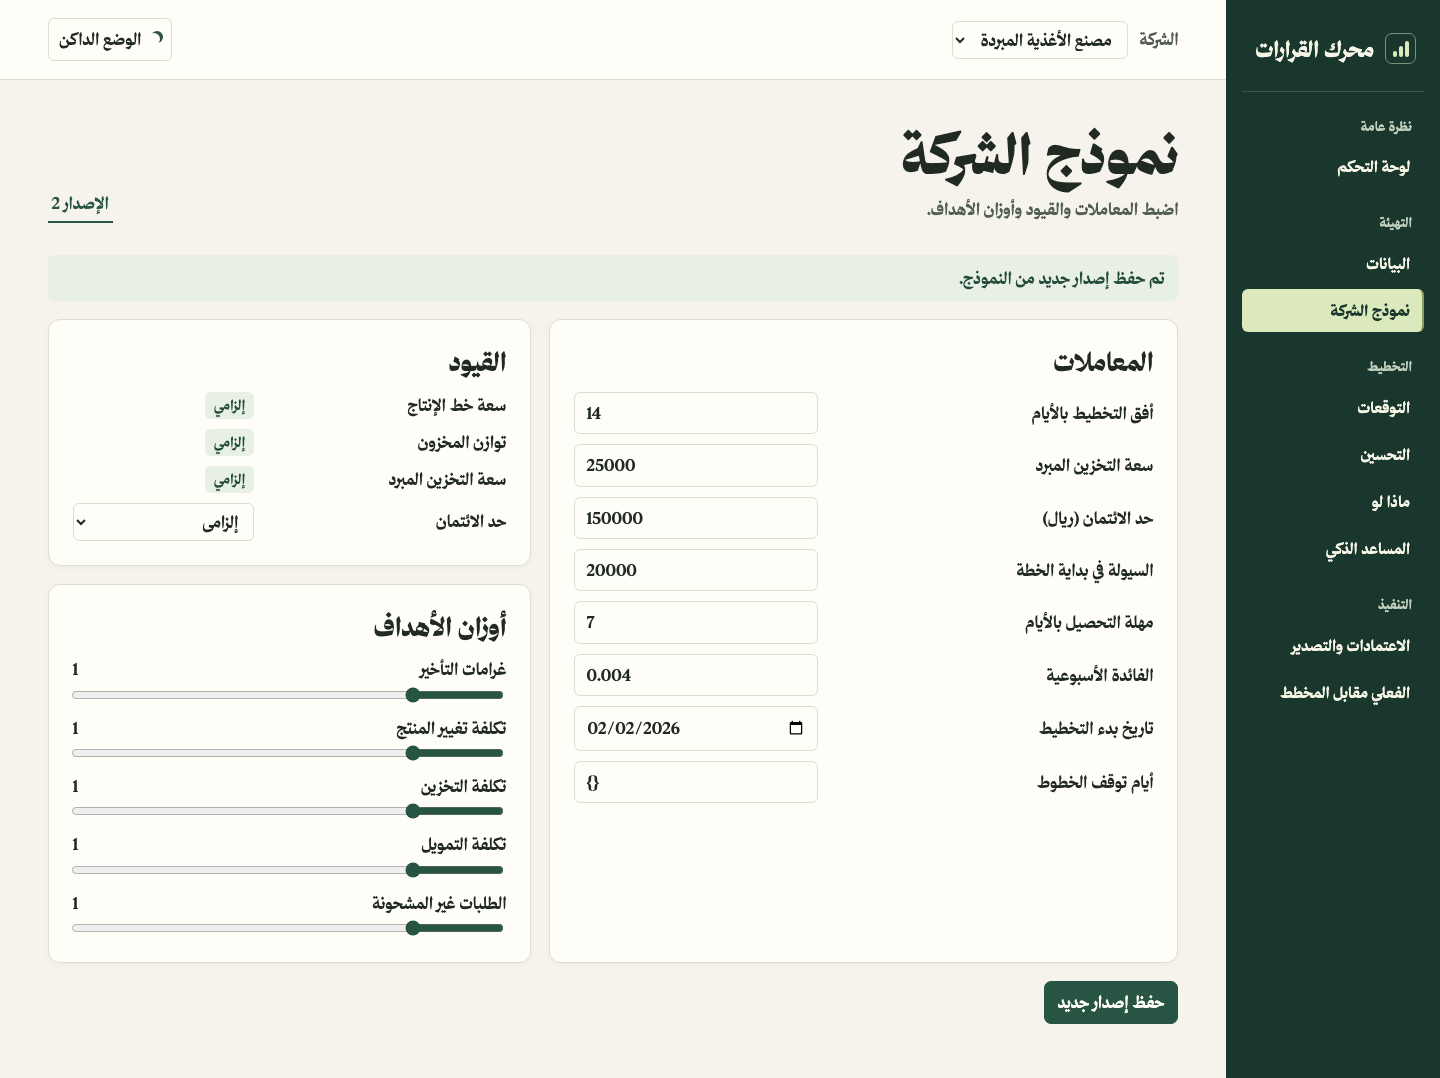 محرك القرارات
نظرة عامة
لوحة التحكم
التهيئة
البيانات
نموذج الشركة
التخطيط
التوقعات
التحسين
ماذا لو
المساعد الذكي
التنفيذ
الاعتمادات والتصدير
الفعلي مقابل المخطط
الشركة مصنع الأغذية المبردة
الوضع الداكن
نموذج الشركة
اضبط المعاملات والقيود وأوزان الأهداف.
الإصدار 2
تم حفظ إصدار جديد من النموذج.
المعاملات
أفق التخطيط بالأيام 14
سعة التخزين المبرد 25000
حد الائتمان (ريال) 150000
السيولة في بداية الخطة 20000
مهلة التحصيل بالأيام 7
الفائدة الأسبوعية 0.004
تاريخ بدء التخطيط 02/02/2026
أيام توقف الخطوط {}
القيود
سعة خط الإنتاج إلزامي
توازن المخزون إلزامي
سعة التخزين المبرد إلزامي
حد الائتمان إلزامي
أوزان الأهداف
غرامات التأخير 1
تكلفة تغيير المنتج 1
تكلفة التخزين 1
تكلفة التمويل 1
الطلبات غير المشحونة 1
حفظ إصدار جديد